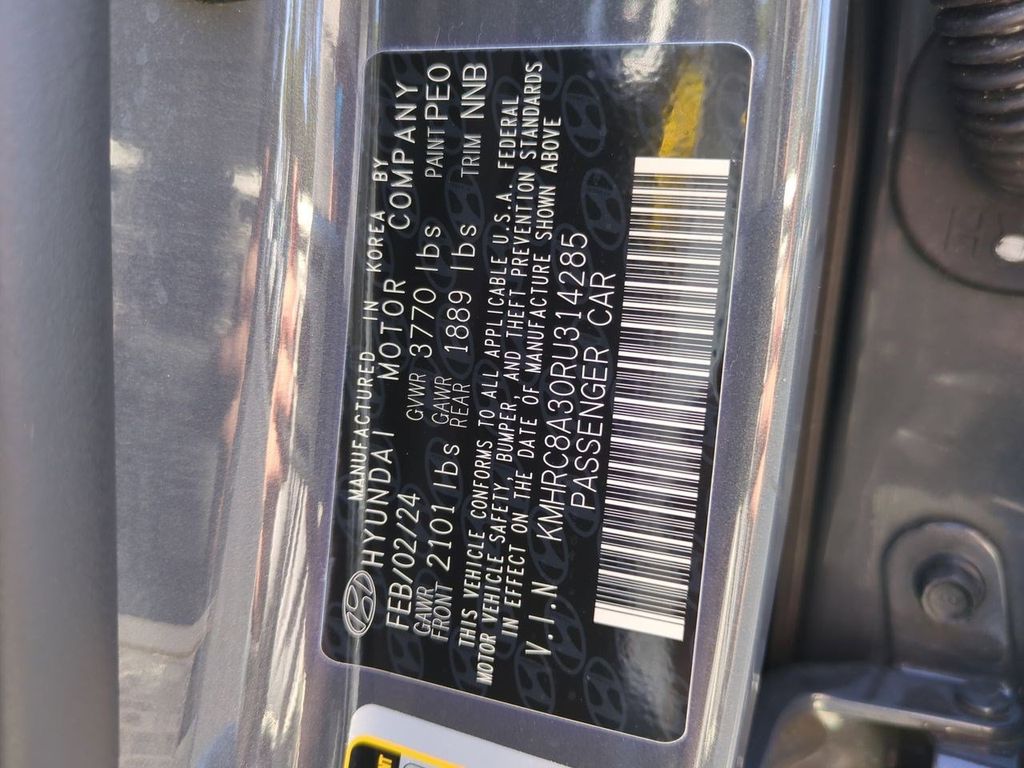 MANUFACTURED IN KOREA BY
HYUNDAI MOTOR COMPANY
FEB/02/24 GVWR 3770 lbs PAINT PE0
GAWR FRONT 2101 lbs GAWR REAR 1889 lbs TRIM NNB
THIS VEHICLE CONFORMS TO ALL APPLICABLE U.S.A. FEDERAL
MOTOR VEHICLE SAFETY, BUMPER, AND THEFT PREVENTION STANDARDS
IN EFFECT ON THE DATE OF MANUFACTURE SHOWN ABOVE
V.I.N KMHRC8A30RU314285
PASSENGER CAR